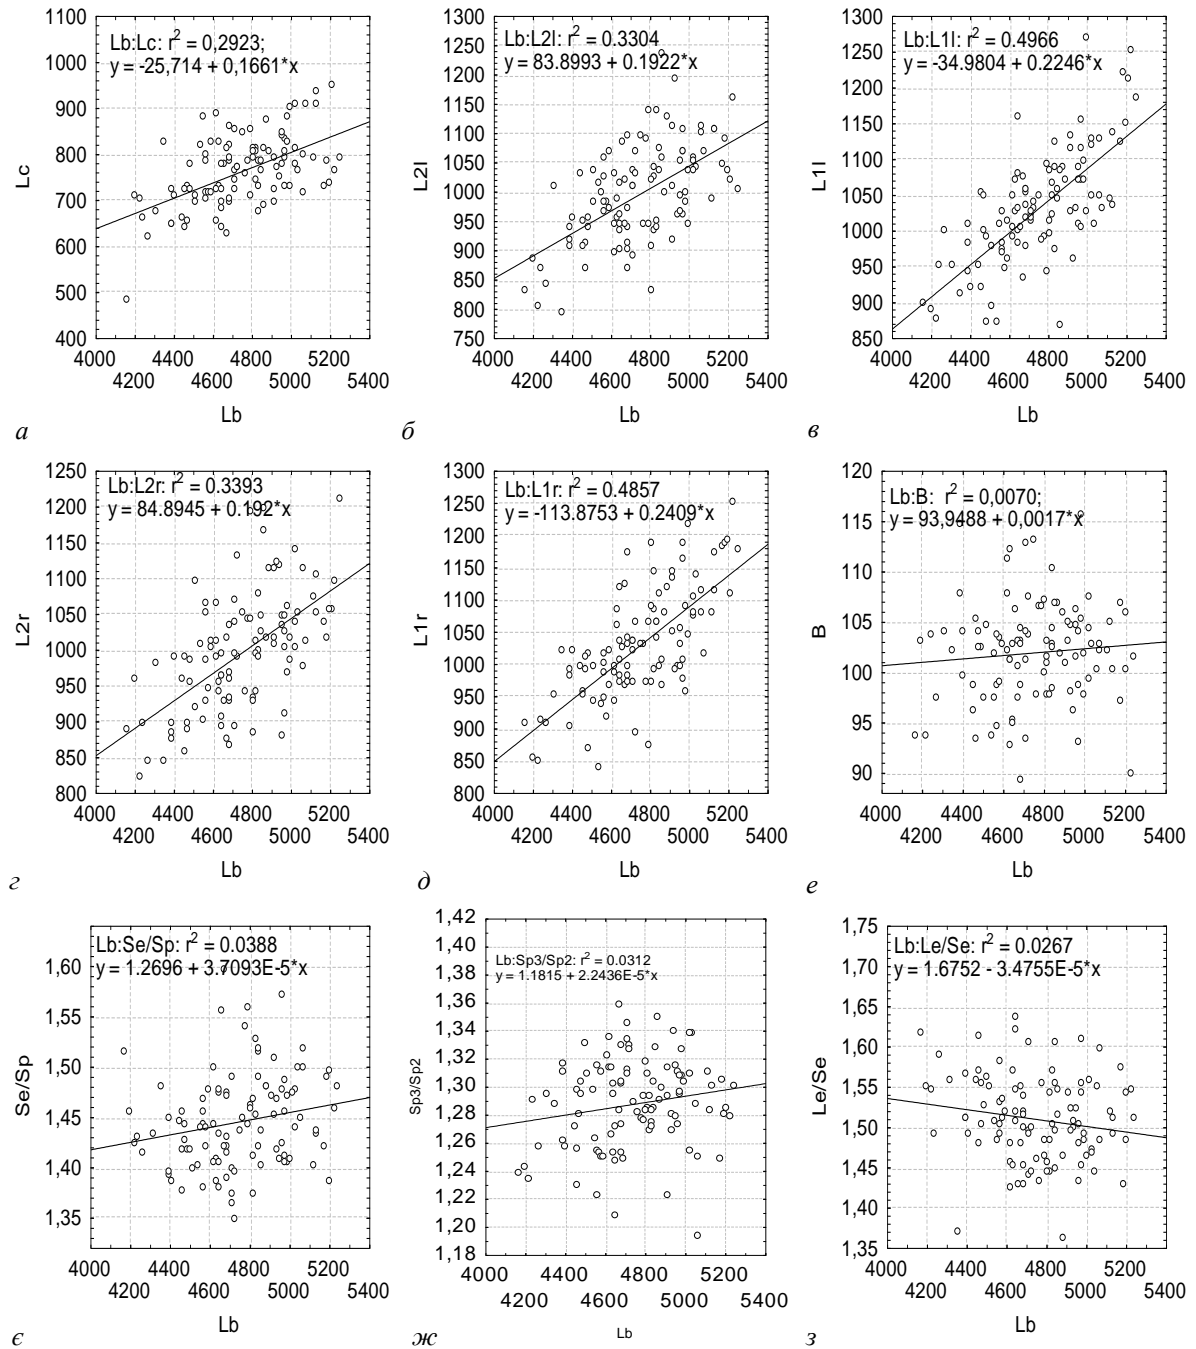 Lb:Lc: r² = 0,2923;
y = -25,714 + 0,1661*x
1100
1000
900
800
700
600
500
400
Lc
4000 4400 4800 5200
4200 4600 5000 5400
Lb
а
Lb:L2l: r² = 0.3304
y = 83.8993 + 0.1922*x
1300
1250
1200
1150
1100
1050
1000
950
900
850
800
750
L2l
4000 4400 4800 5200
4200 4600 5000 5400
Lb
б
Lb:L1l: r² = 0.4966
y = -34.9804 + 0.2246*x
1300
1250
1200
1150
1100
1050
1000
950
900
850
L1l
4000 4400 4800 5200
4200 4600 5000 5400
Lb
в
Lb:L2r: r² = 0.3393
y = 84.8945 + 0.192*x
1250
1200
1150
1100
1050
1000
950
900
850
800
L2r
4000 4400 4800 5200
4200 4600 5000 5400
Lb
г
Lb:L1r: r² = 0.4857
y = -113.8753 + 0.2409*x
1300
1250
1200
1150
1100
1050
1000
950
900
850
800
L1r
4000 4400 4800 5200
4200 4600 5000 5400
Lb
д
Lb:B: r² = 0,0070;
y = 93,9488 + 0,0017*x
120
115
110
105
100
95
90
B
4000 4400 4800 5200
4200 4600 5000 5400
Lb
е
Lb:Se/Sp: r² = 0.0388
y = 1.2696 + 3.7093E-5*x
1,60
1,55
1,50
1,45
1,40
1,35
Se/Sp
4000 4400 4800 5200
4200 4600 5000 5400
Lb
є
Lb:Sp3/Sp2: r² = 0.0312
y = 1.1815 + 2.2436E-5*x
1,42
1,40
1,38
1,36
1,34
1,32
1,30
1,28
1,26
1,24
1,22
1,20
1,18
Sp3/Sp2
4000 4400 4800 5200
4200 4600 5000 5400
Lb
ж
Lb:Le/Se: r² = 0.0267
y = 1.6752 - 3.4755E-5*x
1,75
1,70
1,65
1,60
1,55
1,50
1,45
1,40
1,35
Le/Se
4000 4400 4800 5200
4200 4600 5000 5400
Lb
з